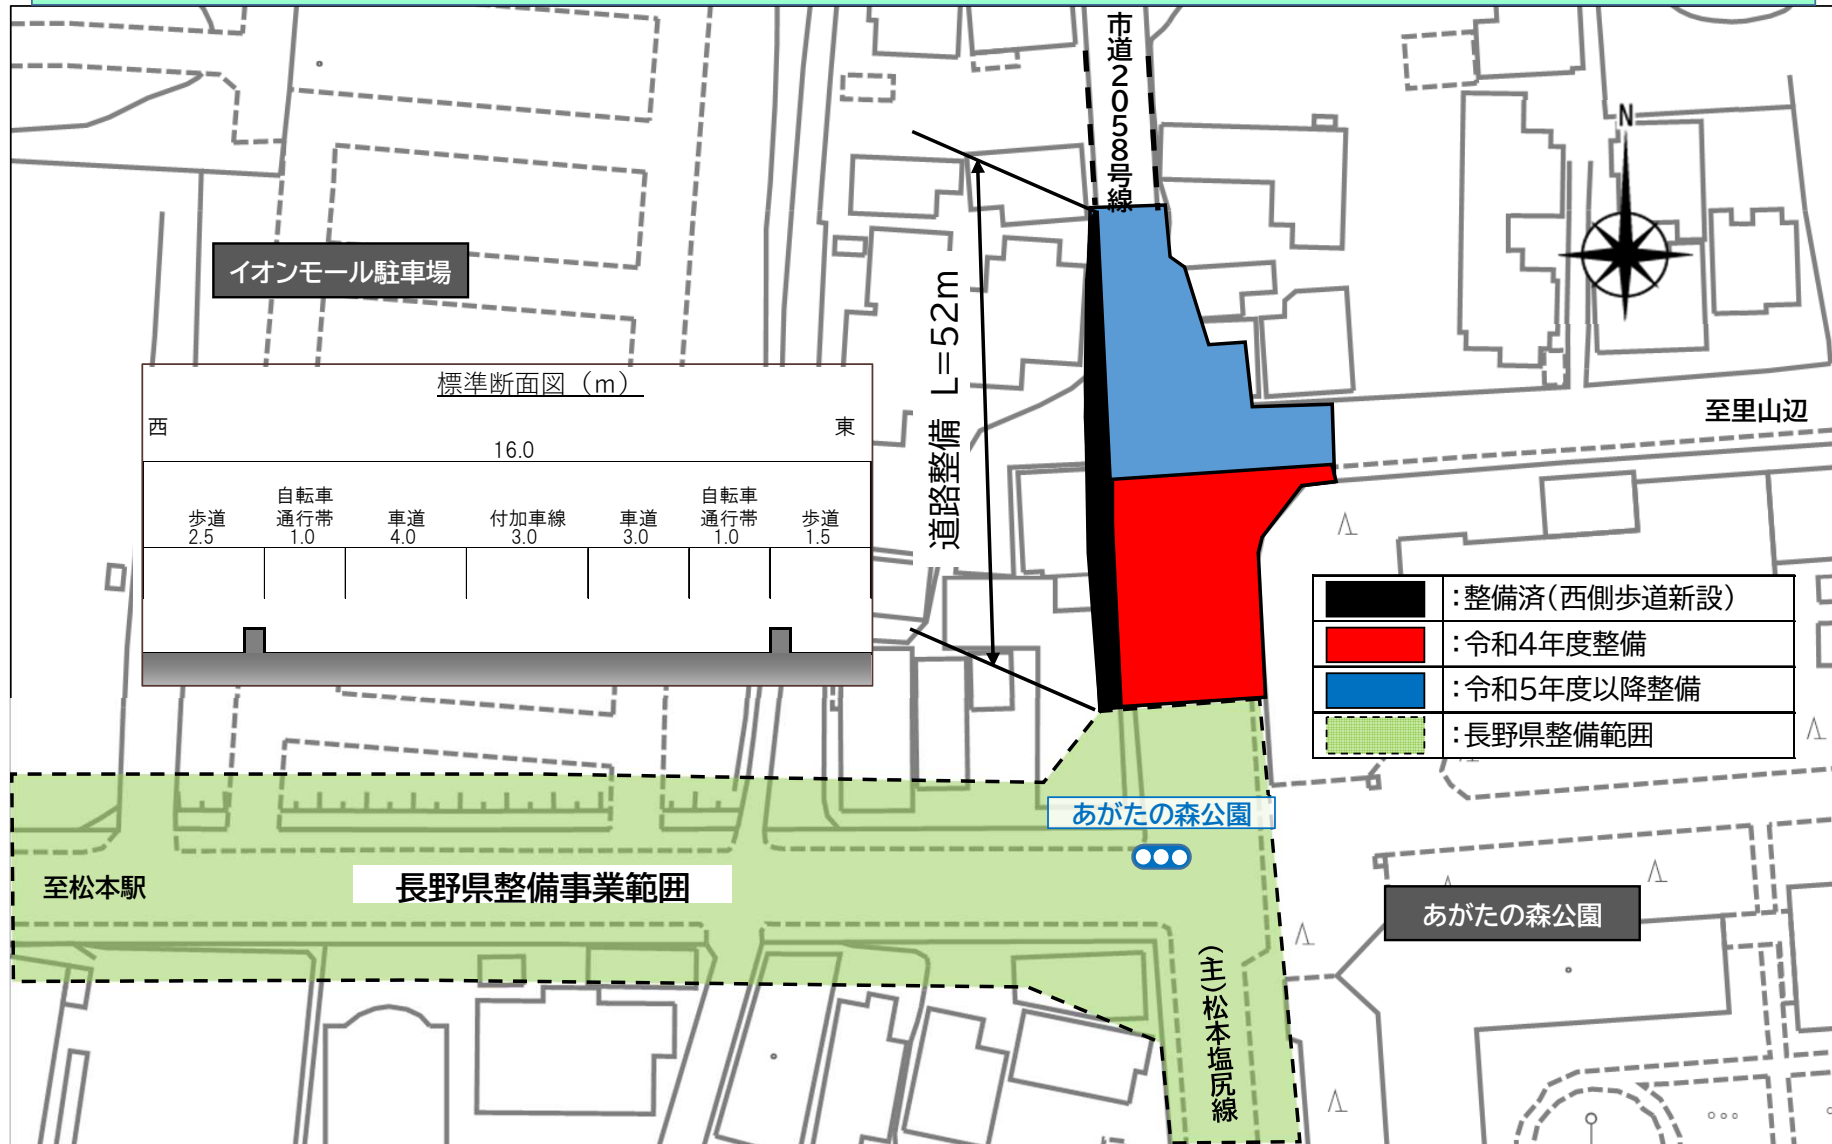 市道2058号線
N
イオンモール駐車場
道路整備 L=52m
標準断面図(m)
西
東
16.0
歩道
2.5
自転車
通行帯
1.0
車道
4.0
付加車線
3.0
車道
3.0
自転車
通行帯
1.0
歩道
1.5
至里山辺
:整備済(西側歩道新設)
:令和4年度整備
:令和5年度以降整備
:長野県整備範囲
あがたの森公園
至松本駅
長野県整備事業範囲
あがたの森公園
(主)松本塩尻線